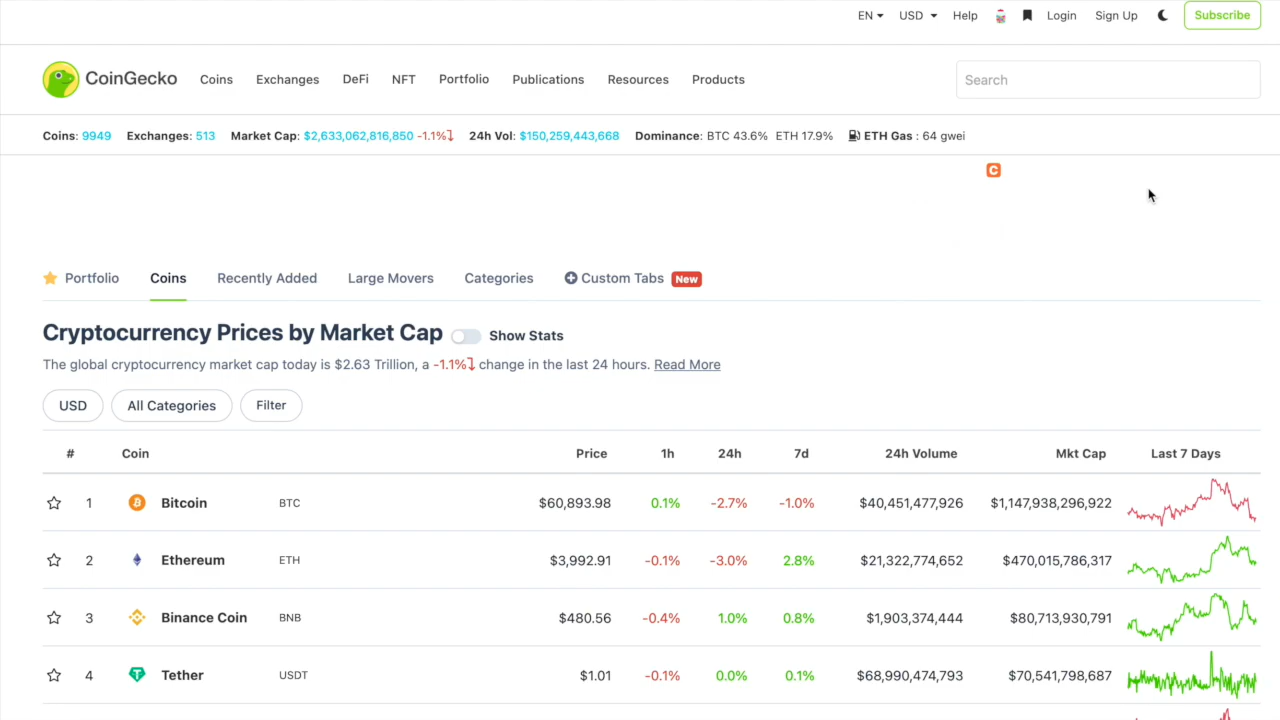 EN USD Help Login Sign Up Subscribe
CoinGecko Coins Exchanges DeFi NFT Portfolio Publications Resources Products Search
Coins: 9949 Exchanges: 513 Market Cap: $2,633,062,816,850 -1.1% 24h Vol: $150,259,443,668 Dominance: BTC 43.6% ETH 17.9% ETH Gas : 64 gwei
C
Portfolio Coins Recently Added Large Movers Categories Custom Tabs New
Cryptocurrency Prices by Market Cap Show Stats
The global cryptocurrency market cap today is $2.63 Trillion, a -1.1% change in the last 24 hours. Read More
USD All Categories Filter
# Coin Price 1h 24h 7d 24h Volume Mkt Cap Last 7 Days
1 Bitcoin BTC $60,893.98 0.1% -2.7% -1.0% $40,451,477,926 $1,147,938,296,922
2 Ethereum ETH $3,992.91 -0.1% -3.0% 2.8% $21,322,774,652 $470,015,786,317
3 Binance Coin BNB $480.56 -0.4% 1.0% 0.8% $1,903,374,444 $80,713,930,791
4 Tether USDT $1.01 -0.1% 0.0% 0.1% $68,990,474,793 $70,541,798,687